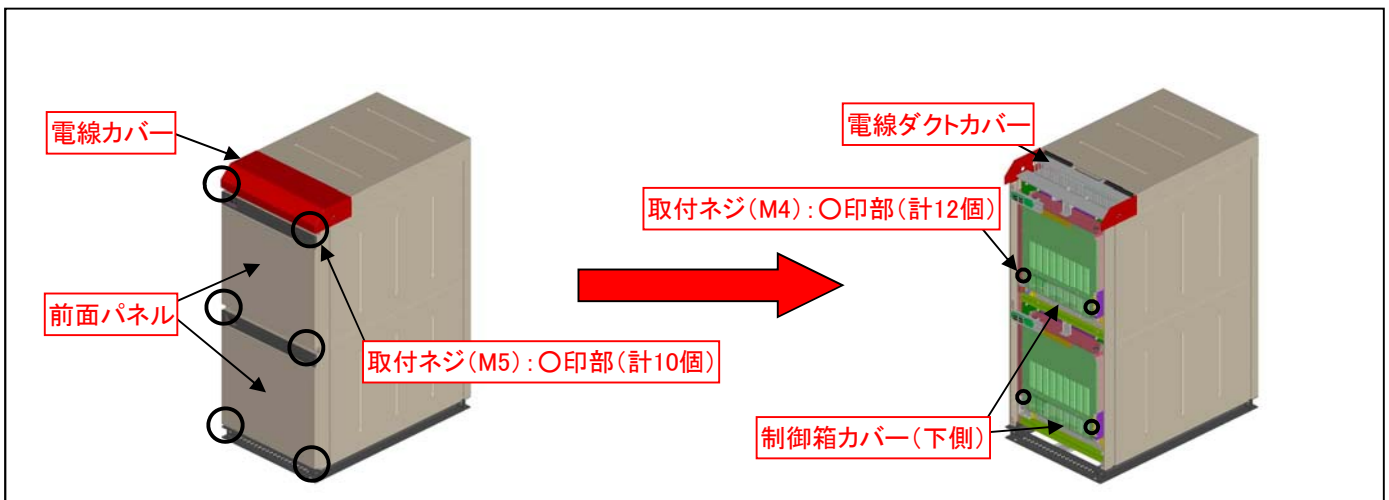 電線カバー
前面パネル
取付ネジ(M5):○印部(計10個)
電線ダクトカバー
取付ネジ(M4):○印部(計12個)
制御箱カバー(下側)